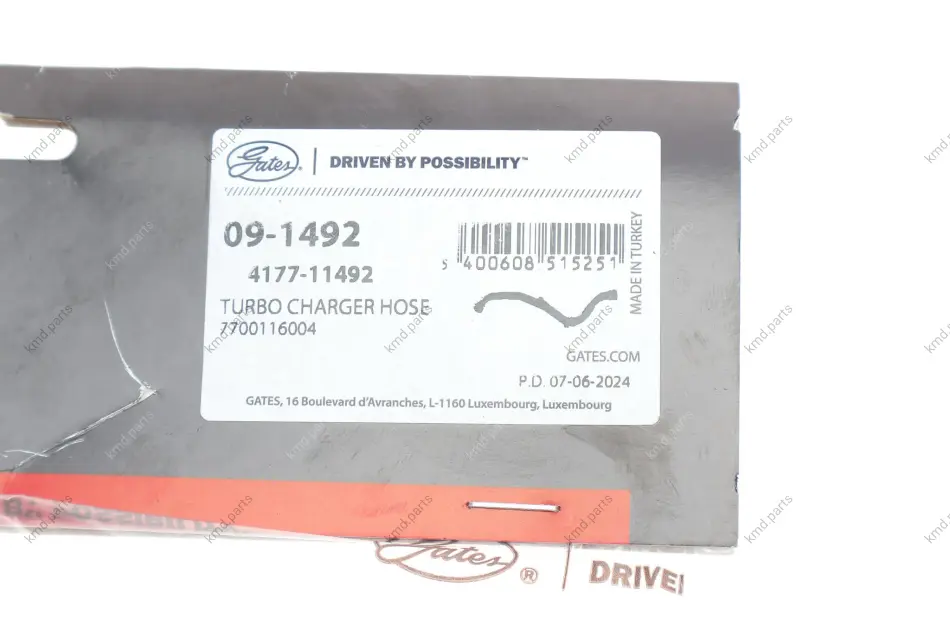 Gates® | DRIVEN BY POSSIBILITY™
09-1492
4177-11492
TURBO CHARGER HOSE
7700116004
5 400608 515251
MADE IN TURKEY
GATES.COM
P.D. 07-06-2024
GATES, 16 Boulevard d'Avranches, L-1160 Luxembourg, Luxembourg
Gates ® | DRIVE
kmd.parts